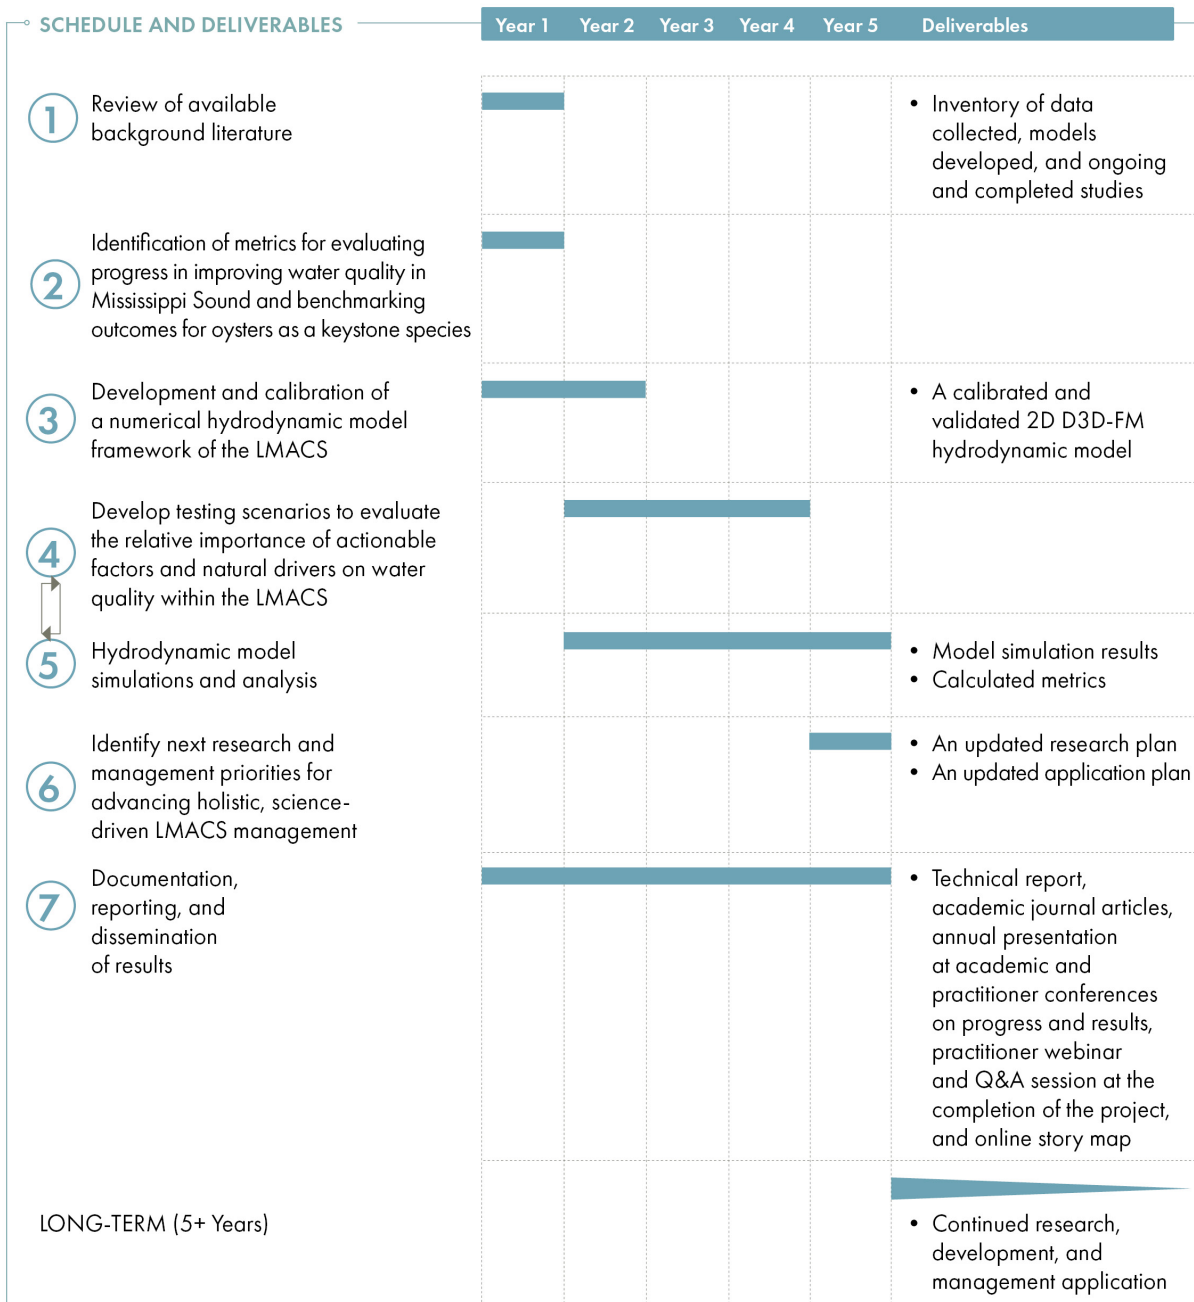 SCHEDULE AND DELIVERABLES
Year 1 Year 2 Year 3 Year 4 Year 5 Deliverables
1
Review of available
background literature
• Inventory of data
collected, models
developed, and ongoing
and completed studies
2
Identification of metrics for evaluating
progress in improving water quality in
Mississippi Sound and benchmarking
outcomes for oysters as a keystone species
3
Development and calibration of
a numerical hydrodynamic model
framework of the LMACS
• A calibrated and
validated 2D D3D-FM
hydrodynamic model
4
Develop testing scenarios to evaluate
the relative importance of actionable
factors and natural drivers on water
quality within the LMACS
5
Hydrodynamic model
simulations and analysis
• Model simulation results
• Calculated metrics
6
Identify next research and
management priorities for
advancing holistic, science-
driven LMACS management
• An updated research plan
• An updated application plan
7
Documentation,
reporting, and
dissemination
of results
• Technical report,
academic journal articles,
annual presentation
at academic and
practitioner conferences
on progress and results,
practitioner webinar
and Q&A session at the
completion of the project,
and online story map
LONG-TERM (5+ Years)
• Continued research,
development, and
management application